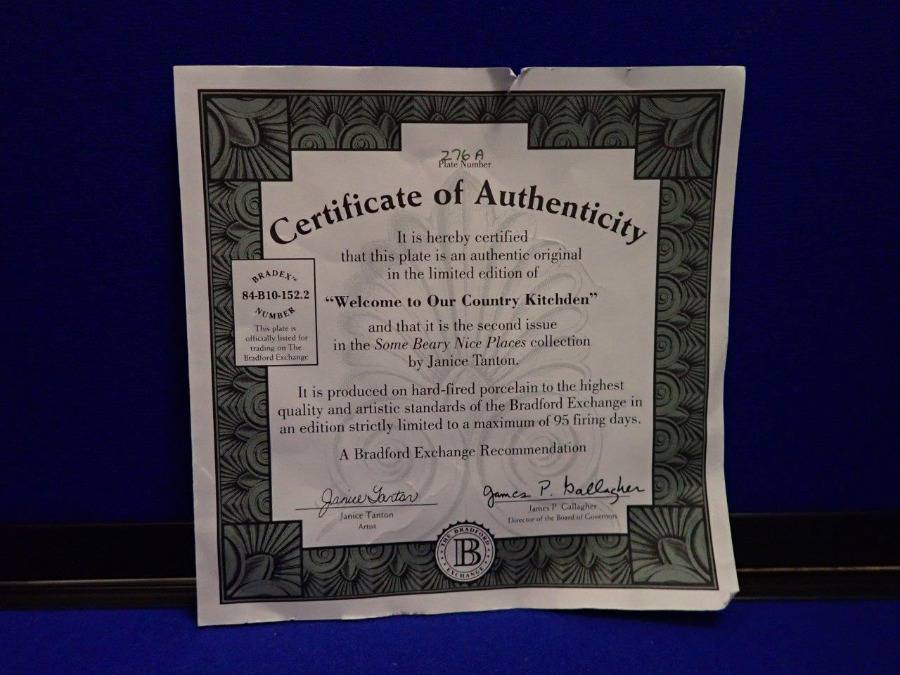 276 A
Plate Number
Certificate of Authenticity
It is hereby certified
that this plate is an authentic original
in the limited edition of
“Welcome to Our Country Kitchden”
and that it is the second issue
in the Some Beary Nice Places collection
by Janice Tanton.
BRADEX™
84-B10-152.2
NUMBER
This plate is
officially listed for
trading on The
Bradford Exchange
It is produced on hard-fired porcelain to the highest
quality and artistic standards of the Bradford Exchange in
an edition strictly limited to a maximum of 95 firing days.
A Bradford Exchange Recommendation
Janice Tanton
Janice Tanton
Artist
James P. Gallagher
James P. Gallagher
Director of the Board of Governors
THE BRADFORD
B
EXCHANGE